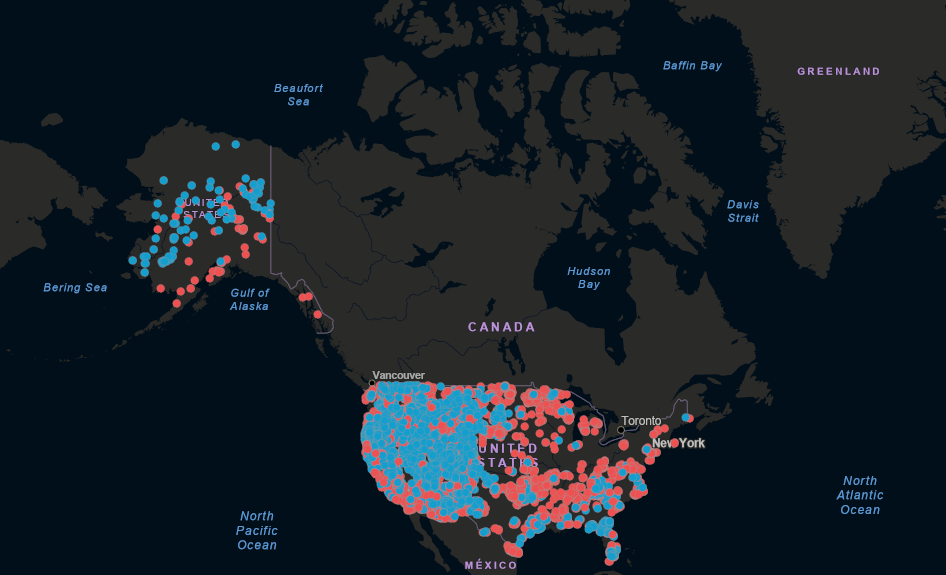 Baffin Bay
GREENLAND
Beaufort
Sea
UNITED
STATES
Davis
Strait
Bering Sea
Gulf of
Alaska
Hudson
Bay
CANADA
Vancouver
Toronto
New York
UNITED
STATES
North
Atlantic
Ocean
North
Pacific
Ocean
MÉXICO